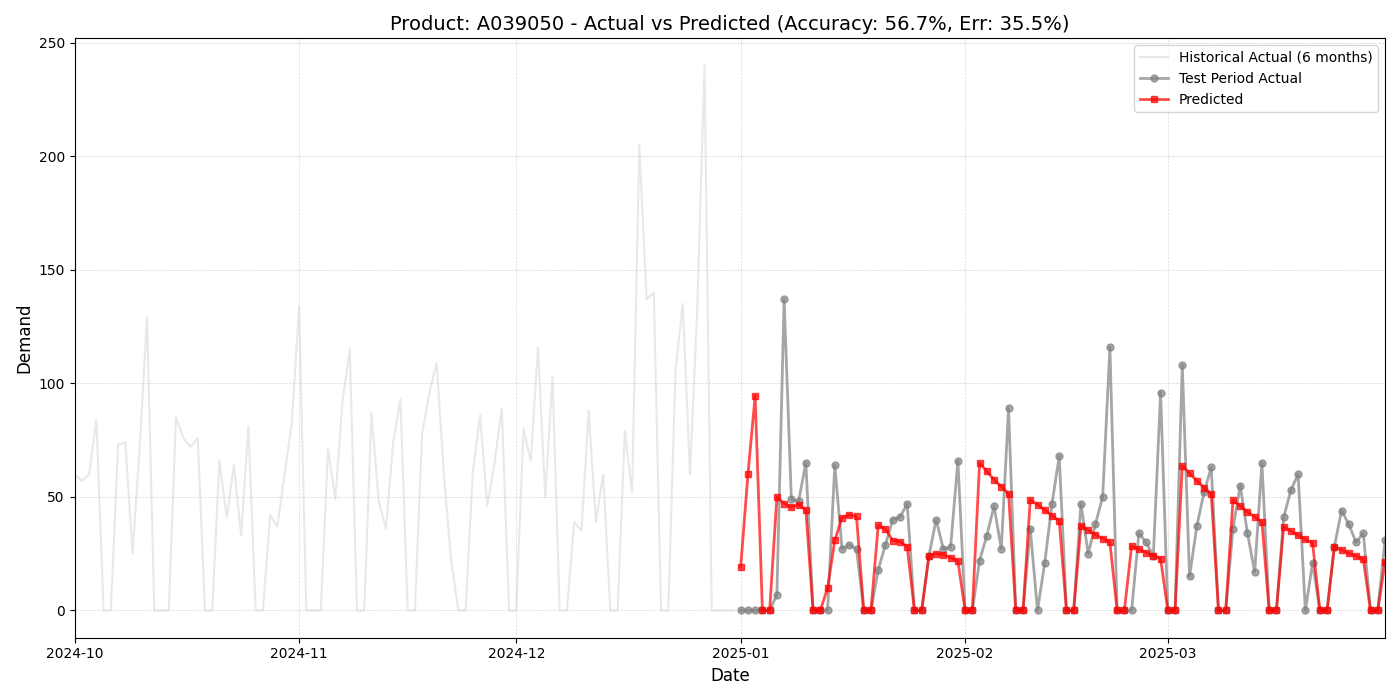 Product: A039050 - Actual vs Predicted (Accuracy: 56.7%, Err: 35.5%)
Historical Actual (6 months)
Test Period Actual
Predicted
Demand
250
200
150
100
50
0
2024-10
2024-11
2024-12
2025-01
2025-02
2025-03
Date